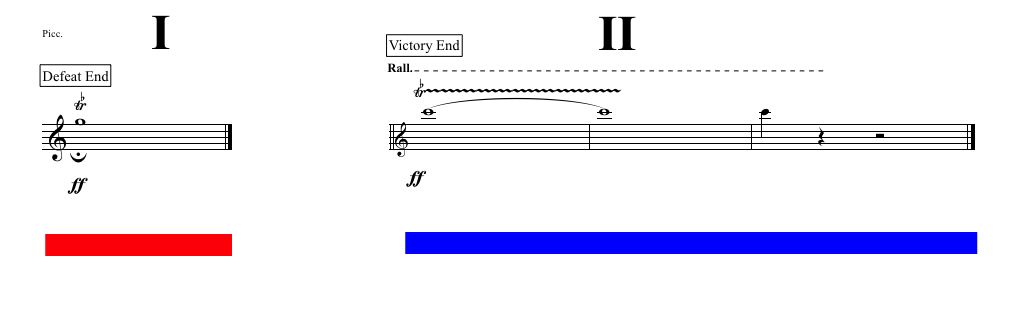 Picc.
I
Defeat End
tr
ff
II
Victory End
Rall.
tr
ff